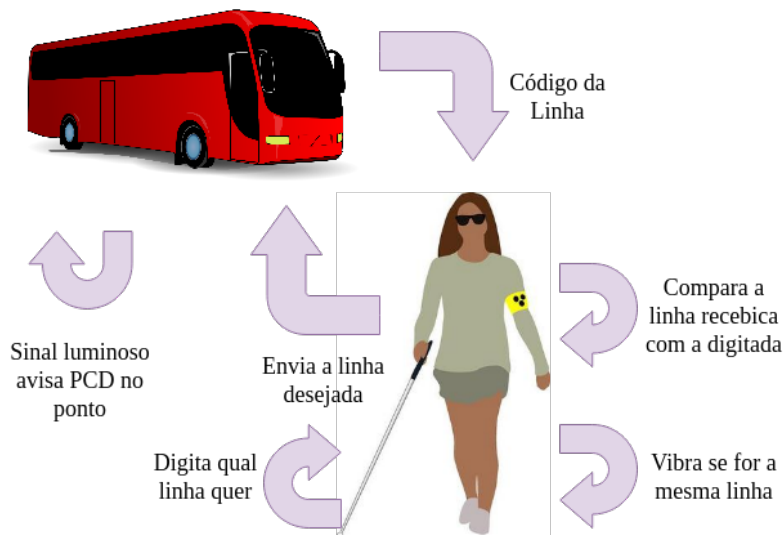 Código da
Linha
Compara a
linha recebica
com a digitada
Sinal luminoso
avisa PCD no
ponto
Envia a linha
desejada
Digita qual
linha quer
Vibra se for a
mesma linha